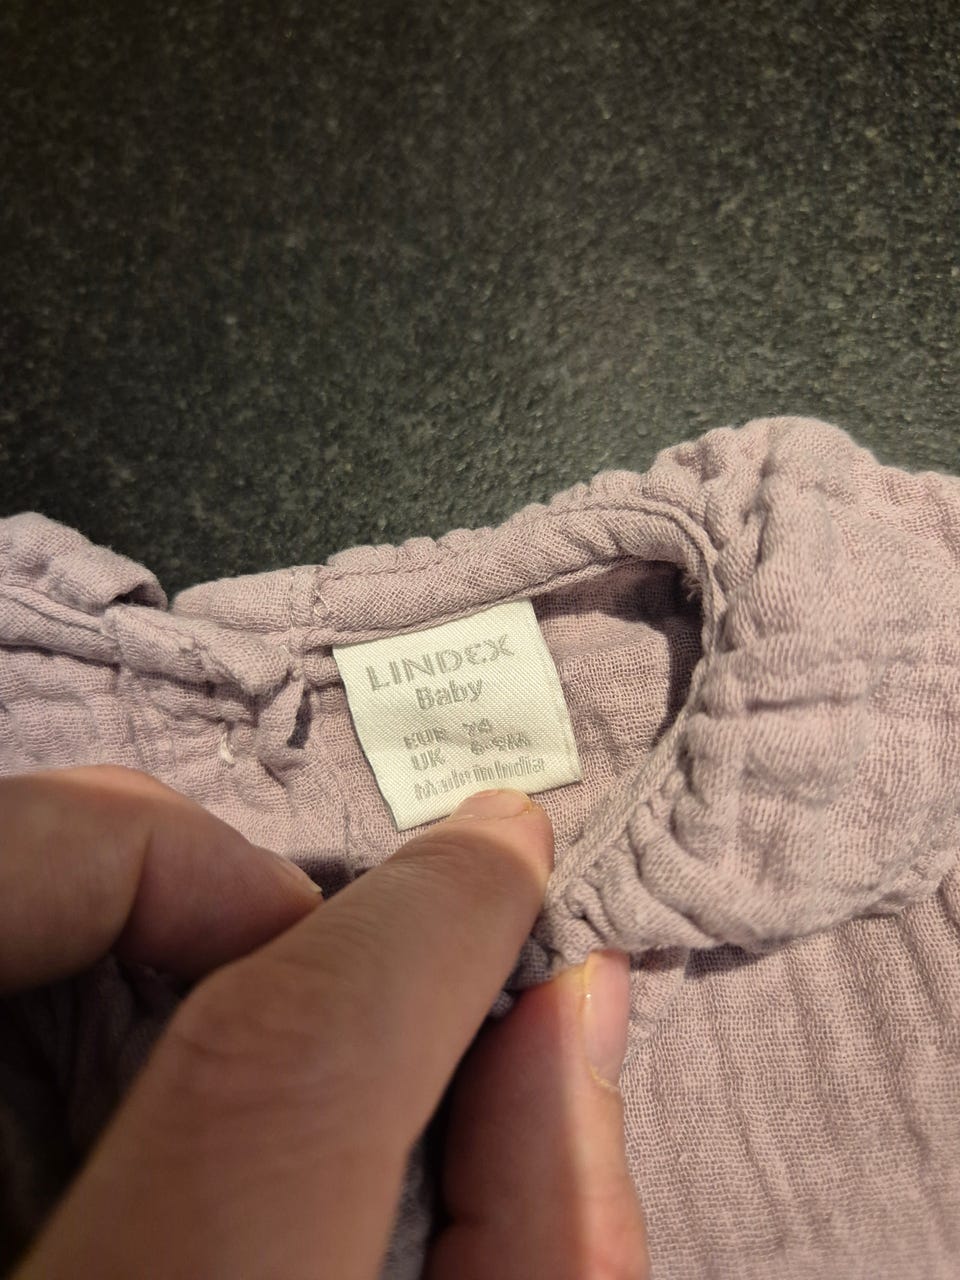 LINDEX
Baby
EUR 74
UK 6-9M
Made in India